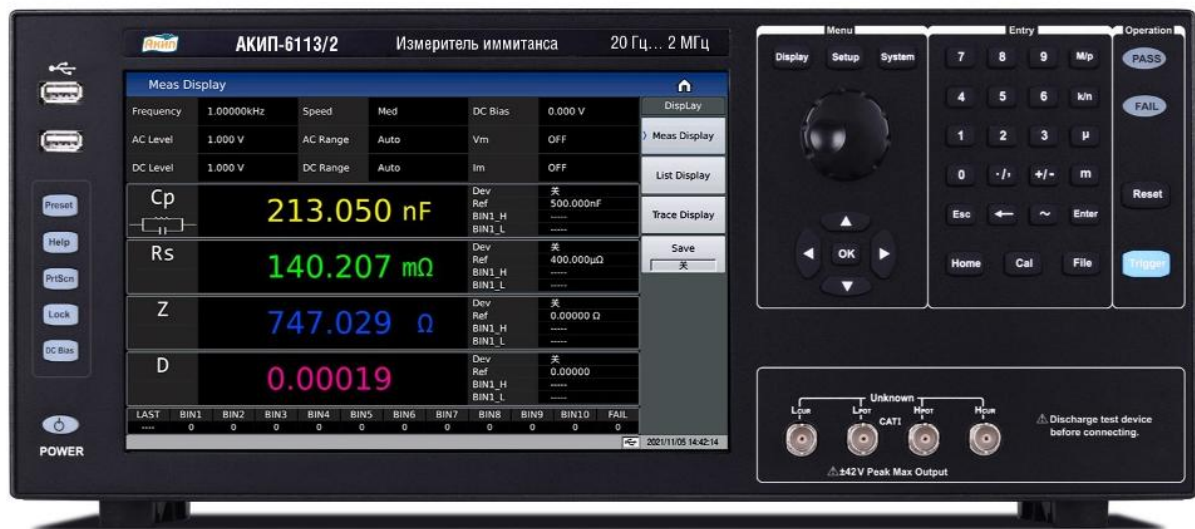 Акип АКИП-6113/2 Измеритель иммитанса 20 Гц... 2 МГц
Meas Display
Frequency 1.00000kHz Speed Med DC Bias 0.000 V
AC Level 1.000 V AC Range Auto Vm OFF
DC Level 1.000 V DC Range Auto Im OFF
Cp 213.050 nF
Dev 关
Ref 500.000nF
BIN1_H -----
BIN1_L -----
Rs 140.207 mΩ
Dev 关
Ref 400.000μΩ
BIN1_H -----
BIN1_L -----
Z 747.029 Ω
Dev 关
Ref 0.00000 Ω
BIN1_H -----
BIN1_L -----
D 0.00019
Dev 关
Ref 0.00000
BIN1_H -----
BIN1_L -----
LAST BIN1 BIN2 BIN3 BIN4 BIN5 BIN6 BIN7 BIN8 BIN9 BIN10 FAIL
---- 0 0 0 0 0 0 0 0 0 0 0
2021/11/05 14:42:14
DispLay
Meas Display
List Display
Trace Display
Save
关
Preset
Help
PrtScn
Lock
DC Bias
POWER
Menu
Display Setup System
OK
Entry
7 8 9 M/p
4 5 6 k/n
1 2 3 μ
0 ·/, +/- m
Esc ← ~ Enter
Home Cal File
Operation
PASS
FAIL
Reset
Trigger
Unknown
LCUR LPOT HPOT HCUR
CATI
⚠Discharge test device
before connecting.
⚠±42V Peak Max Output